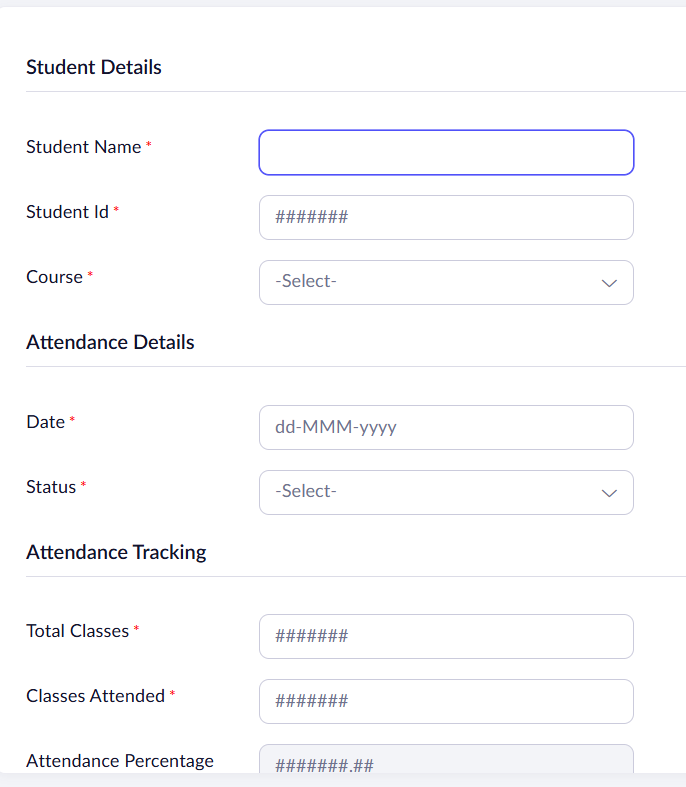 Student Details
Student Name *
Student Id * #######
Course * -Select-
Attendance Details
Date * dd-MMM-yyyy
Status * -Select-
Attendance Tracking
Total Classes * #######
Classes Attended * #######
Attendance Percentage #######.##